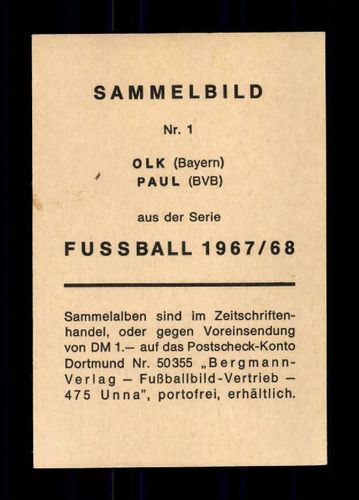 SAMMELBILD
Nr. 1
OLK (Bayern)
PAUL (BVB)
aus der Serie
FUSSBALL 1967/68
Sammelalben sind im Zeitschriften-
handel, oder gegen Voreinsendung
von DM 1.— auf das Postscheck-Konto
Dortmund Nr. 50355 „Bergmann-
Verlag – Fußballbild-Vertrieb –
475 Unna", portofrei, erhältlich.